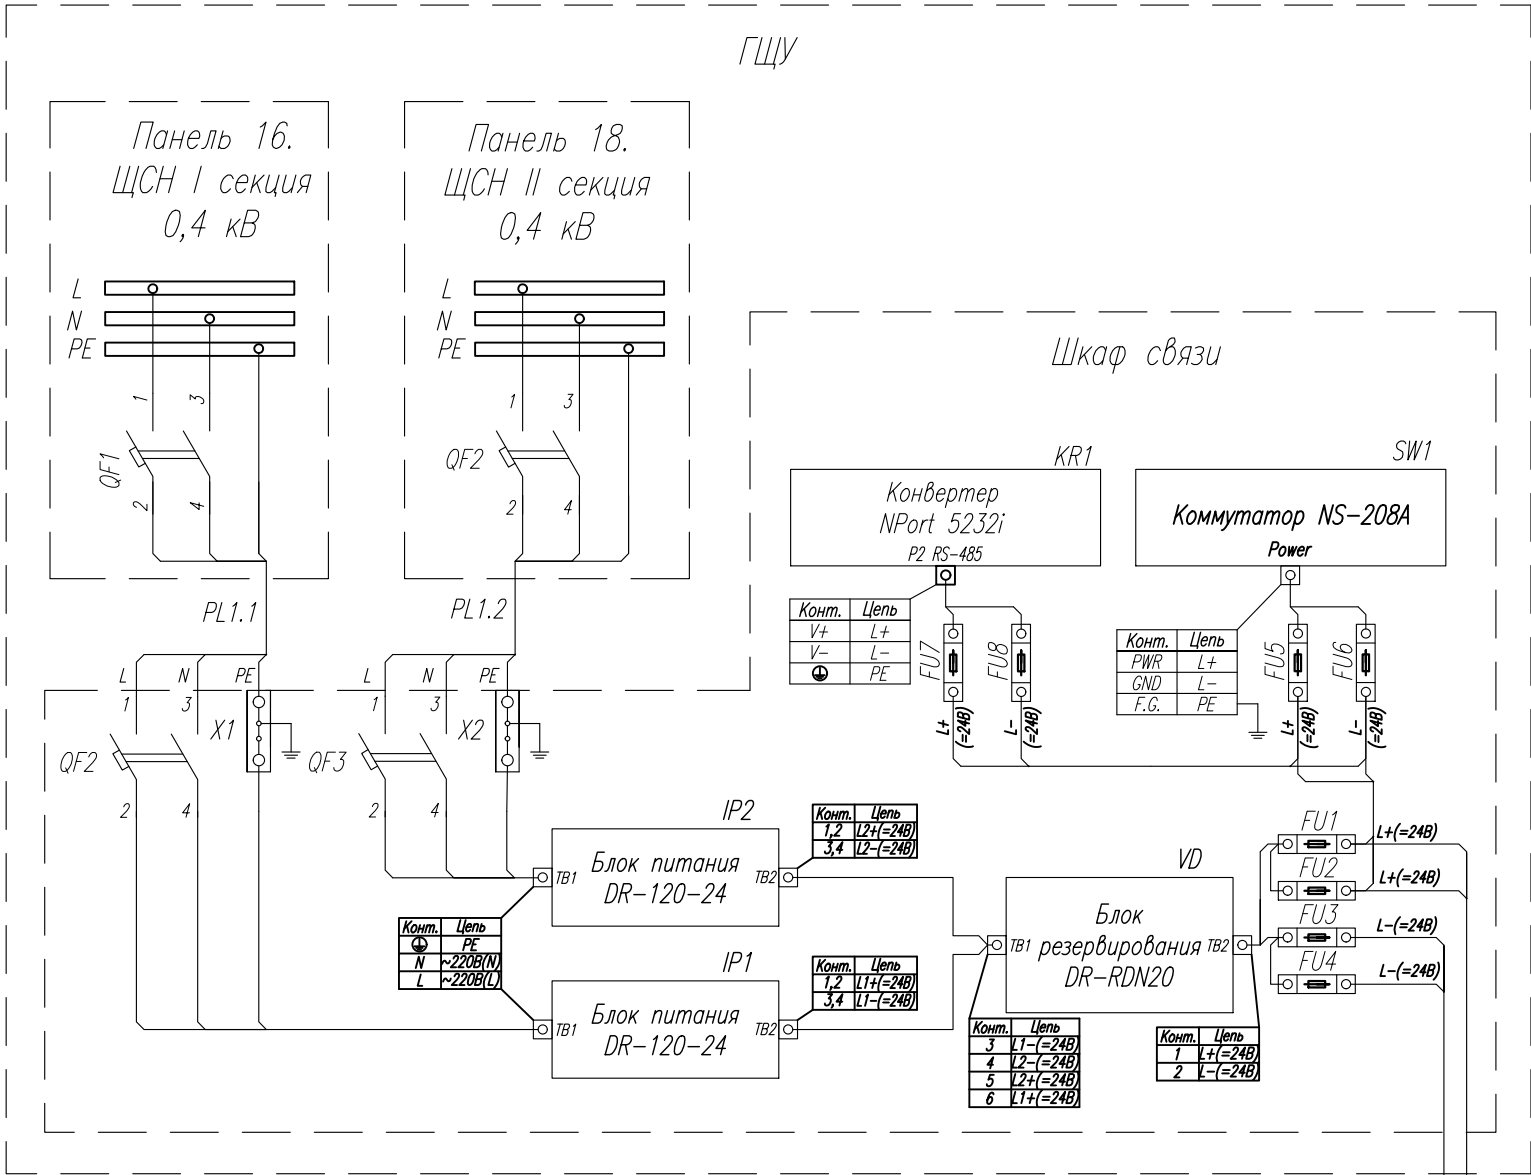 ГЩУ
Панель 16.
ЩСН I секция
0,4 кВ
L
N
PE
1
3
QF1
2
4
PL1.1
Панель 18.
ЩСН II секция
0,4 кВ
L
N
PE
1
3
QF2
2
4
PL1.2
Шкаф связи
KR1
Конвертер
NPort 5232i
P2 RS-485
Конт. Цепь
V+ L+
V- L-
PE
FU7
FU8
L+
(=24В)
L-
(=24В)
SW1
Коммутатор NS-208A
Power
Конт. Цепь
PWR L+
GND L-
F.G. PE
FU5
FU6
L+
(=24В)
L-
(=24В)
L N PE
1 3
X1
QF2
2 4
L N PE
1 3
X2
QF3
2 4
IP2
Блок питания
DR-120-24
TB1
TB2
Конт. Цепь
1,2 L2+(=24В)
3,4 L2-(=24В)
Конт. Цепь
PE
N ~220В(N)
L ~220В(L)
IP1
Блок питания
DR-120-24
TB1
TB2
Конт. Цепь
1,2 L1+(=24В)
3,4 L1-(=24В)
VD
Блок
резервирования
DR-RDN20
TB1
TB2
Конт. Цепь
3 L1-(=24В)
4 L2-(=24В)
5 L2+(=24В)
6 L1+(=24В)
Конт. Цепь
1 L+(=24В)
2 L-(=24В)
FU1
L+(=24В)
FU2
L+(=24В)
FU3
L-(=24В)
FU4
L-(=24В)